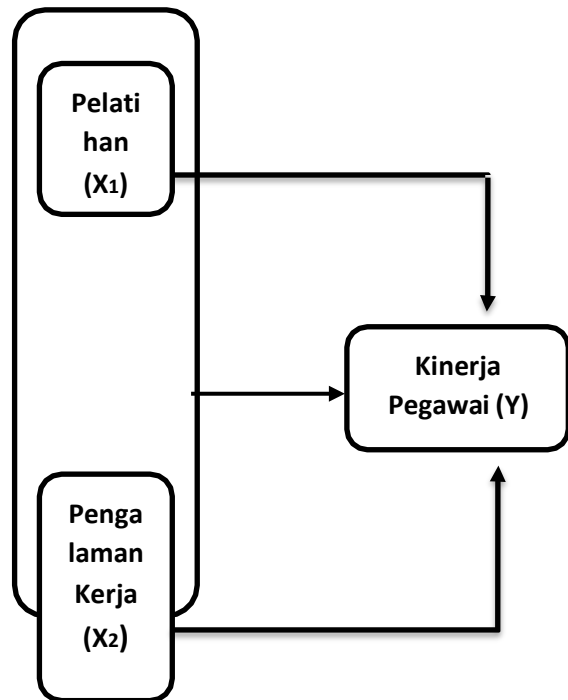 Pelati
han
(X1)
Kinerja
Pegawai (Y)
Penga
laman
Kerja
(X2)